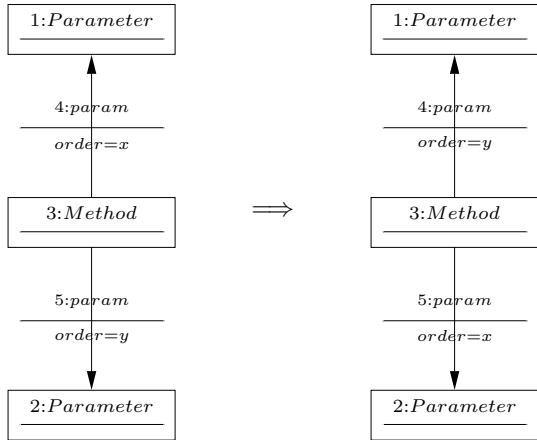 1:Parameter
4:param
order=x
3:Method
5:param
order=y
2:Parameter
⟹
1:Parameter
4:param
order=y
3:Method
5:param
order=x
2:Parameter